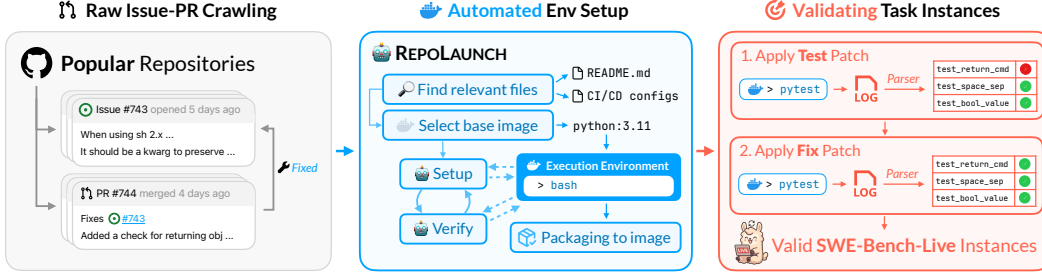 Raw Issue-PR Crawling
Popular Repositories
Issue #743 opened 5 days ago
When using sh 2.x ...
It should be a kwarg to preserve ...
Fixed
PR #744 merged 4 days ago
Fixes #743
Added a check for returning obj ...
Automated Env Setup
REPOLAUNCH
Find relevant files
README.md
CI/CD configs
Select base image
python:3.11
Setup
Verify
Execution Environment
> bash
Packaging to image
Validating Task Instances
1. Apply Test Patch
> pytest
LOG
Parser
test_return_cmd
test_space_sep
test_bool_value
2. Apply Fix Patch
> pytest
LOG
Parser
test_return_cmd
test_space_sep
test_bool_value
Valid SWE-Bench-Live Instances